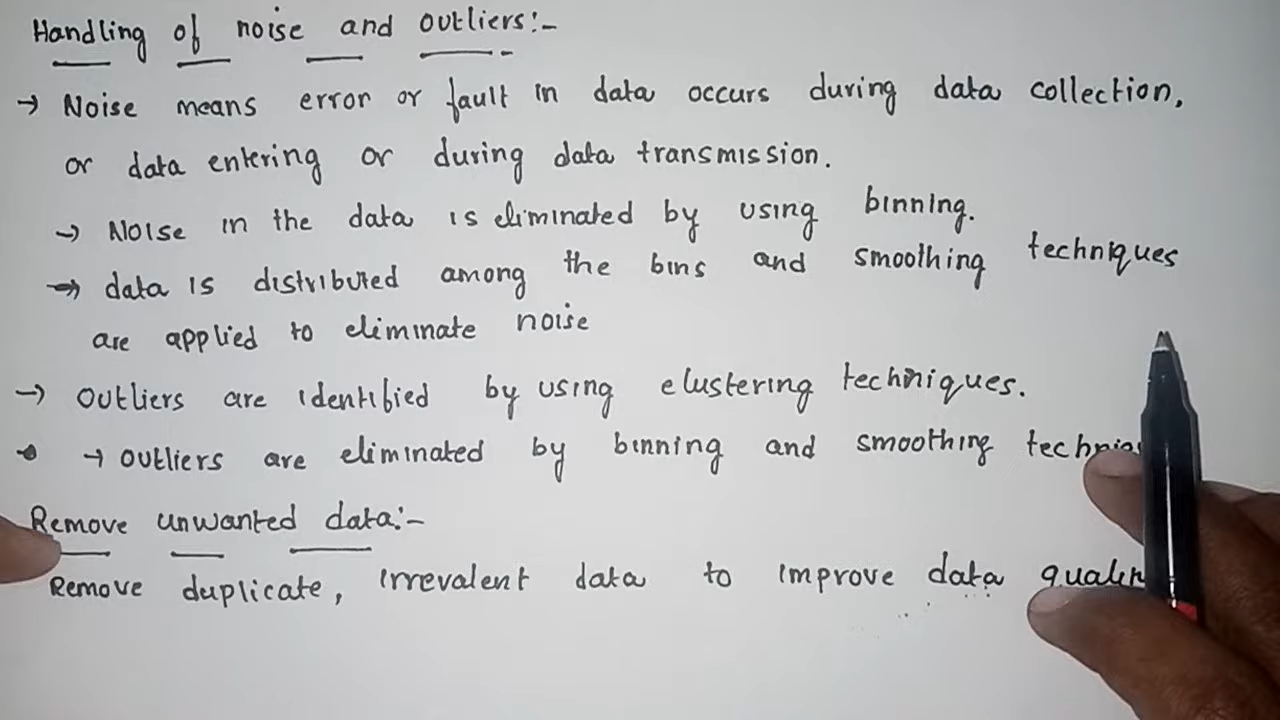 Handling of noise and outliers:-
→ Noise means error or fault in data occurs during data collection,
or data entering or during data transmission.
→ Noise in the data is eliminated by using binning.
→ data is distributed among the bins and smoothing techniques
are applied to eliminate noise
→ Outliers are identified by using clustering techniques.
→ outliers are eliminated by binning and smoothing
Remove unwanted data:-
Remove duplicate, irrevalent data to improve data